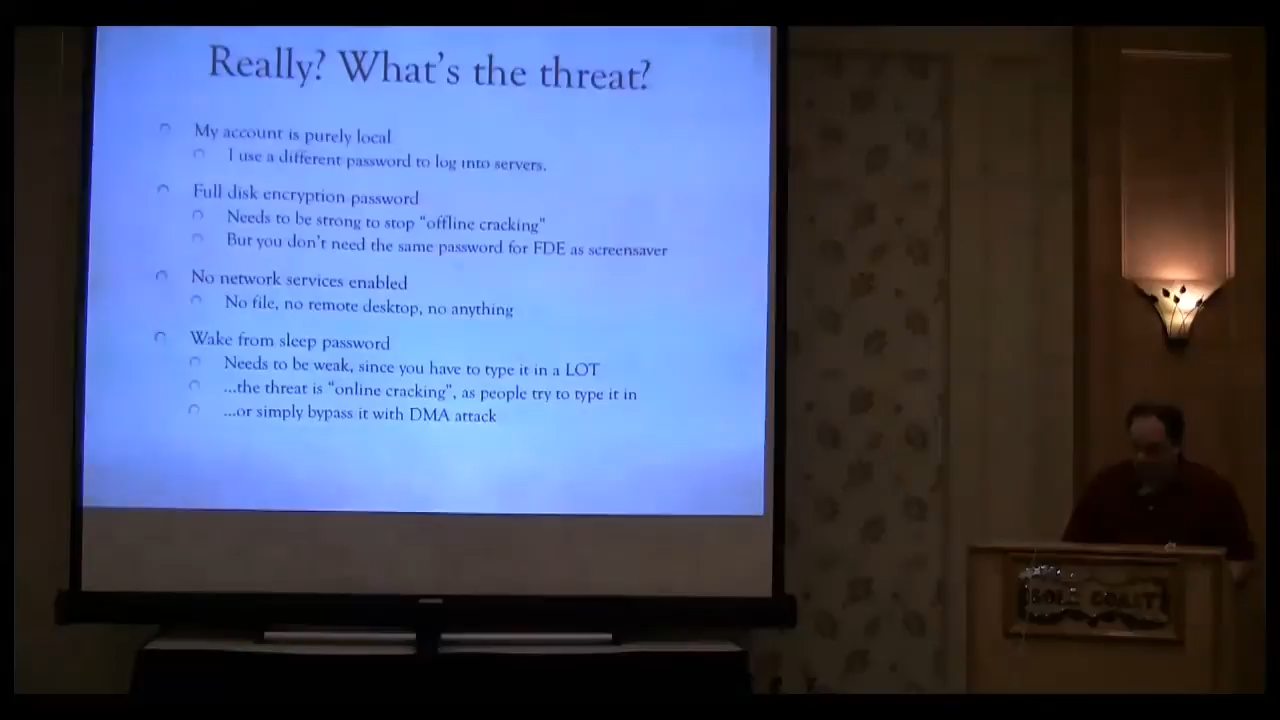 Really? What's the threat?
My account is purely local
I use a different password to log into servers.
Full disk encryption password
Needs to be strong to stop "offline cracking"
But you don't need the same password for FDE as screensaver
No network services enabled
No file, no remote desktop, no anything
Wake from sleep password
Needs to be weak, since you have to type it in a LOT
...the threat is "online cracking", as people try to type it in
...or simply bypass it with DMA attack
GOLD COAST